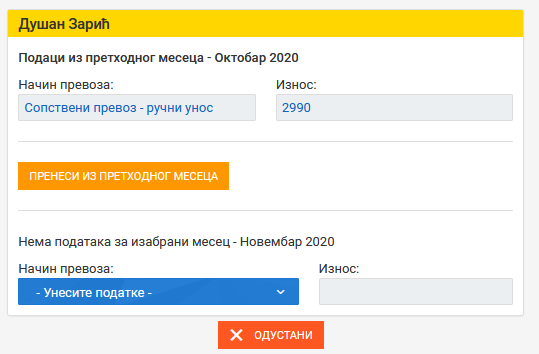 Душан Зарић
Подаци из претходног месеца - Октобар 2020
Начин превоза: Износ:
Сопствени превоз - ручни унос 2990
ПРЕНЕСИ ИЗ ПРЕТХОДНОГ МЕСЕЦА
Нема података за изабрани месец - Новембар 2020
Начин превоза: Износ:
- Унесите податке -
ОДУСТАНИ